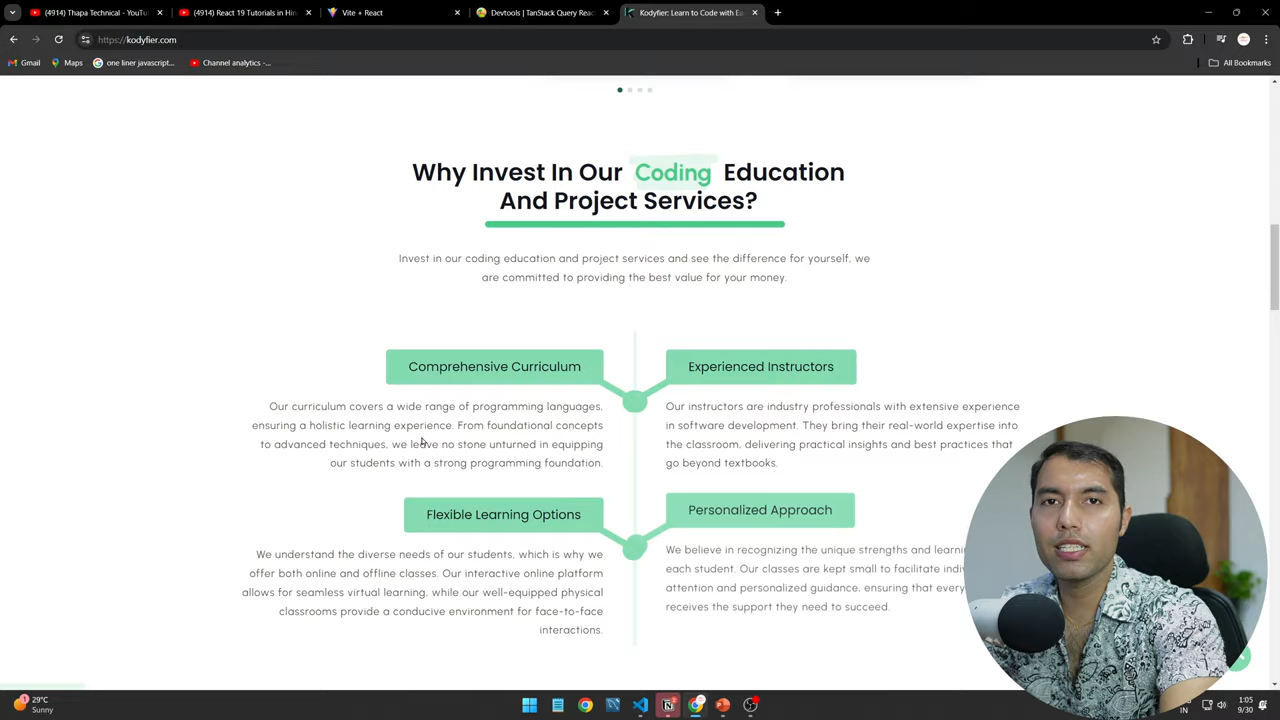 (4914) Thapa Technical - YouTu
(4914) React 19 Tutorials in Hin
Vite + React
Devtools | TanStack Query Reac
Kodyfier: Learn to Code with Ea
https://kodyfier.com
Gmail
Maps
one liner javascript...
Channel analytics -...
All Bookmarks
Why Invest In Our Coding Education
And Project Services?
Invest in our coding education and project services and see the difference for yourself, we
are committed to providing the best value for your money.
Comprehensive Curriculum
Our curriculum covers a wide range of programming languages,
ensuring a holistic learning experience. From foundational concepts
to advanced techniques, we leave no stone unturned in equipping
our students with a strong programming foundation.
Experienced Instructors
Our instructors are industry professionals with extensive experience
in software development. They bring their real-world expertise into
the classroom, delivering practical insights and best practices that
go beyond textbooks.
Flexible Learning Options
We understand the diverse needs of our students, which is why we
offer both online and offline classes. Our interactive online platform
allows for seamless virtual learning, while our well-equipped physical
classrooms provide a conducive environment for face-to-face
interactions.
Personalized Approach
We believe in recognizing the unique strengths and learni
each student. Our classes are kept small to facilitate indi
attention and personalized guidance, ensuring that every
receives the support they need to succeed.
29°C
Sunny
IN
1:05
9/30